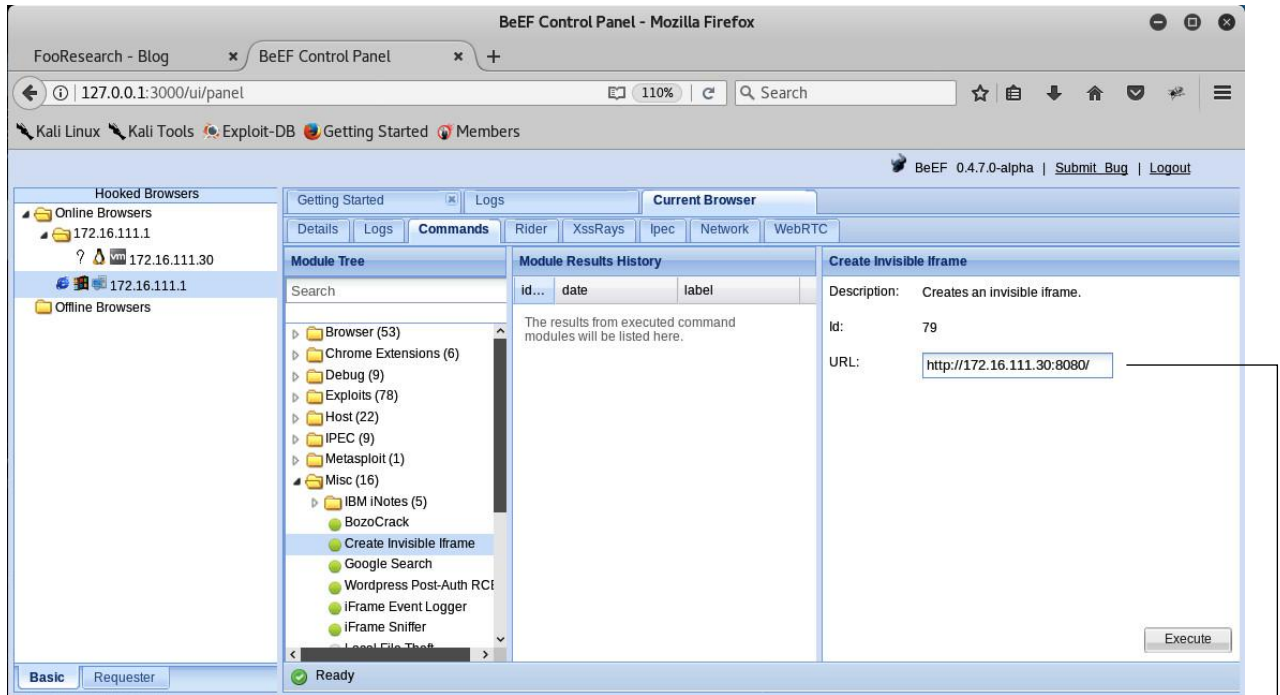 BeEF Control Panel - Mozilla Firefox
FooResearch - Blog
BeEF Control Panel
127.0.0.1:3000/ui/panel
110%
Search
Kali Linux Kali Tools Exploit-DB Getting Started Members
BeEF 0.4.7.0-alpha | Submit Bug | Logout
Hooked Browsers
Online Browsers
172.16.111.1
? 172.16.111.30
172.16.111.1
Offline Browsers
Basic Requester
Getting Started Logs Current Browser
Details Logs Commands Rider XssRays Ipec Network WebRTC
Module Tree
Search
Browser (53)
Chrome Extensions (6)
Debug (9)
Exploits (78)
Host (22)
IPEC (9)
Metasploit (1)
Misc (16)
IBM iNotes (5)
BozoCrack
Create Invisible Iframe
Google Search
Wordpress Post-Auth RCE
iFrame Event Logger
iFrame Sniffer
Local File Theft
Module Results History
id... date label
The results from executed command
modules will be listed here.
Create Invisible Iframe
Description: Creates an invisible iframe.
Id: 79
URL: http://172.16.111.30:8080/
Execute
Ready